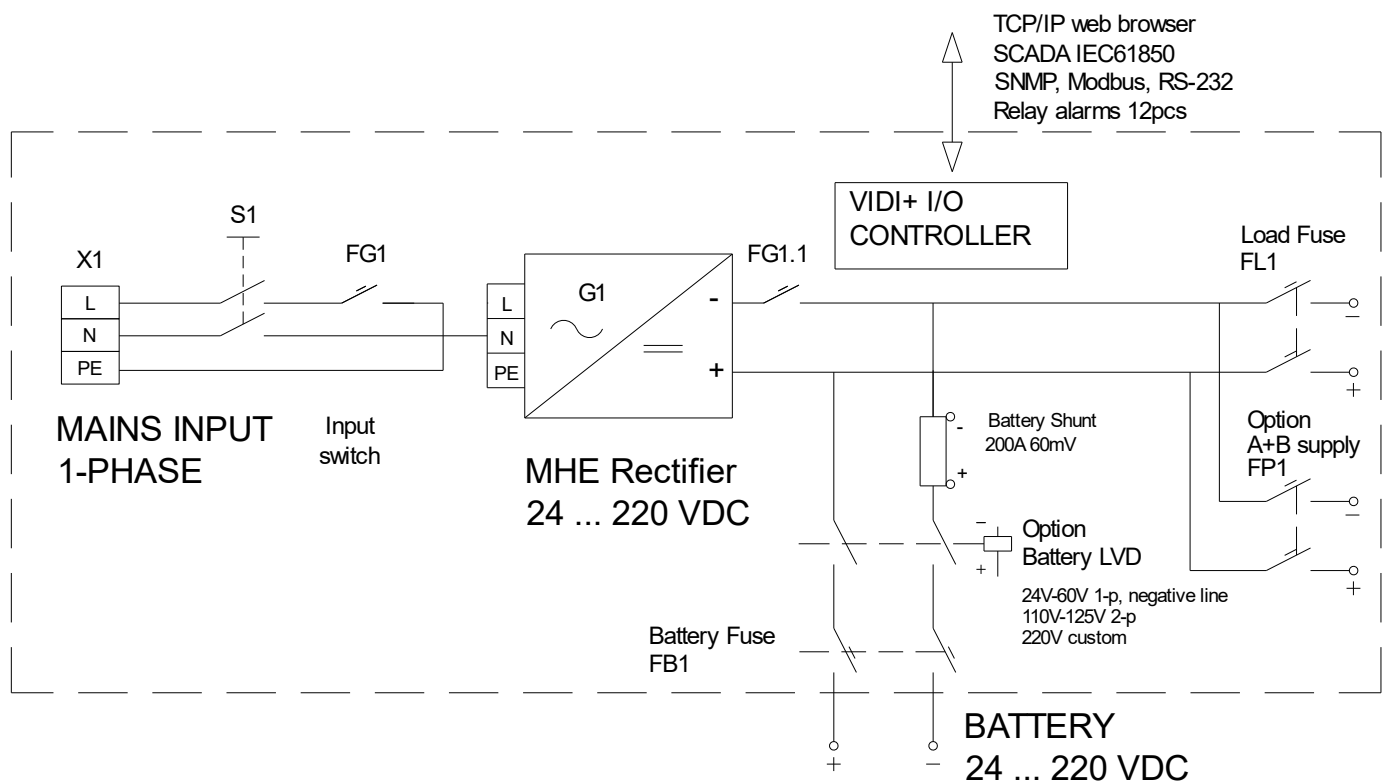 TCP/IP web browser
SCADA IEC61850
SNMP, Modbus, RS-232
Relay alarms 12pcs
VIDI+ I/O
CONTROLLER
S1
X1
FG1
L
N
PE
MAINS INPUT
1-PHASE
Input
switch
L
N
PE
G1
-
+
MHE Rectifier
24 ... 220 VDC
FG1.1
Load Fuse
FL1
-
+
Battery Shunt
200A 60mV
-
+
Option
A+B supply
FP1
-
+
-
+
Option
Battery LVD
24V-60V 1-p, negative line
110V-125V 2-p
220V custom
Battery Fuse
FB1
+
-
BATTERY
24 ... 220 VDC